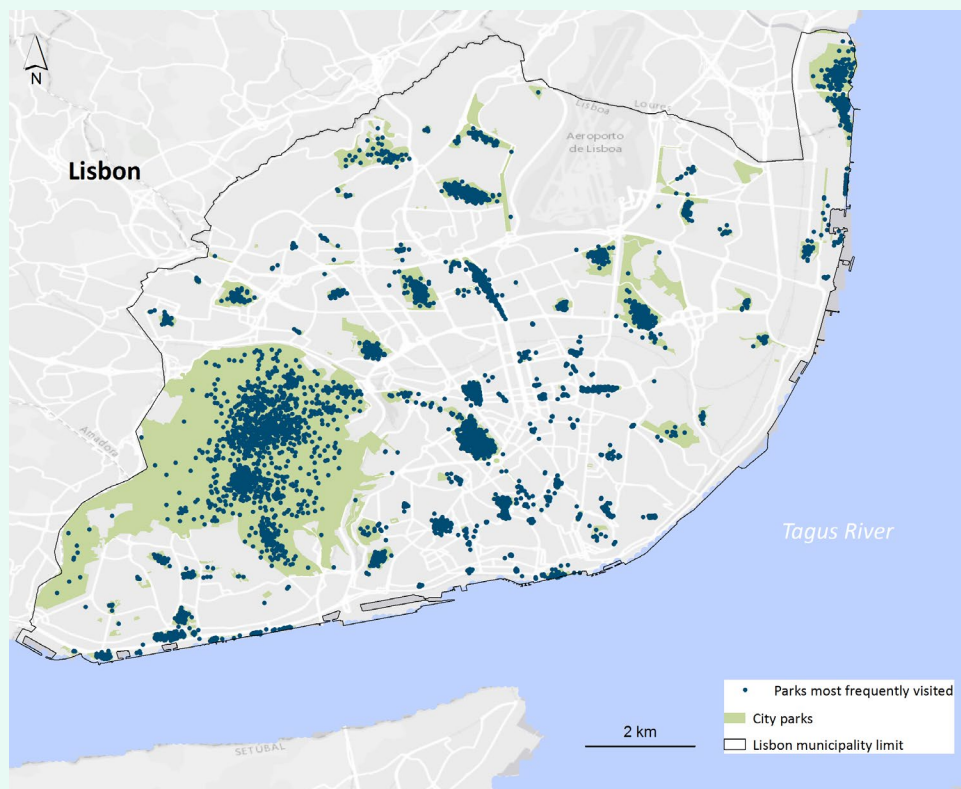 N
Lisbon
Lisboa
Loures
Aeroporto
de Lisboa
Amadora
Tagus River
SETÚBAL
2 km
Parks most frequently visited
City parks
Lisbon municipality limit